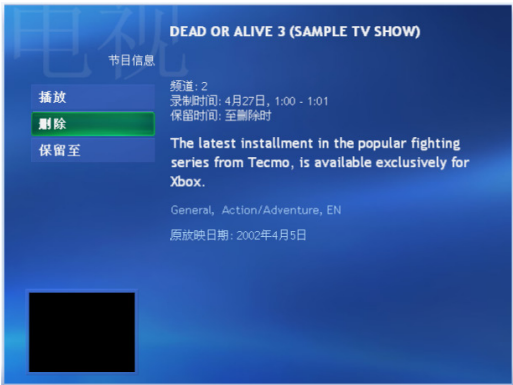 电视
DEAD OR ALIVE 3 (SAMPLE TV SHOW)
节目信息
播放
删除
保留至
频道: 2
录制时间: 4月27日, 1:00 - 1:01
保留时间: 至删除时
The latest installment in the popular fighting
series from Tecmo, is available exclusively for
Xbox.
General, Action/Adventure, EN
原放映日期: 2002年4月5日